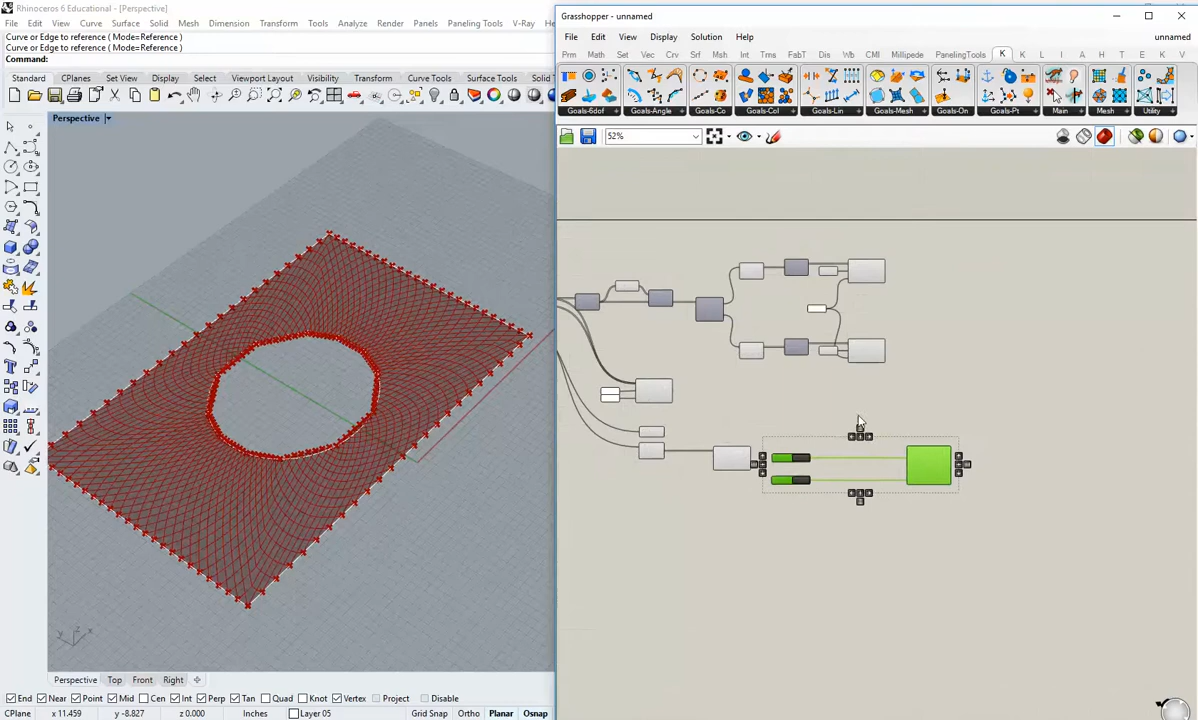 Rhinoceros 6 Educational
File Edit View Curve Surface Solid Mesh Dimension Transform Tools Analyze Render Panels Paneling Tools V-Ray
Curve or Edge to reference ( Mode=Reference )
Curve or Edge to reference ( Mode=Reference )
Command:
Standard CPlanes Set View Display Select Viewport Layout Visibility Transform Curve Tools Surface Tools Solid
Perspective
y z x
Perspective Top Front Right
End Near Point Mid Cen Int Perp Tan Quad Knot Vertex Project Disable
CPlane x 11.459 y -8.827 z 0.000 Inches Layer 05 Grid Snap Ortho Planar Osnap
Grasshopper - unnamed
File Edit View Display Solution Help unnamed
Prm Math Set Vec Crv Srf Msh Int Trns FabT Dis Wb CMI Millipede PanelingTools K K L I A H T E V
Goals-6dof Goals-Angle Goals-Co Goals-Col Goals-Lin Goals-Mesh Goals-On Goals-Pt Main Mesh Utility
52%